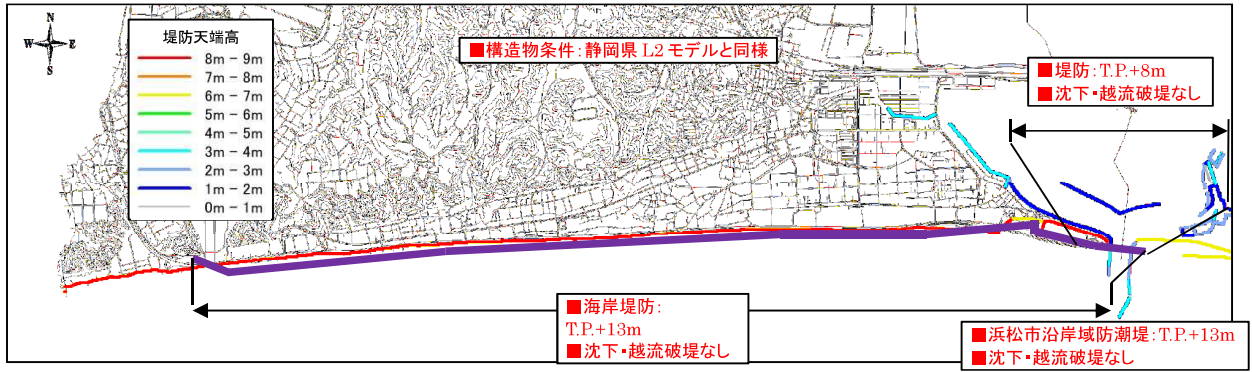 N
W E
S
堤防天端高
8m－9m
7m－8m
6m－7m
5m－6m
4m－5m
3m－4m
2m－3m
1m－2m
0m－1m
■構造物条件：静岡県L2モデルと同様
■堤防：T.P.+8m
■沈下・越流破堤なし
■海岸堤防：
T.P.+13m
■沈下・越流破堤なし
■浜松市沿岸域防潮堤：T.P.+13m
■沈下・越流破堤なし